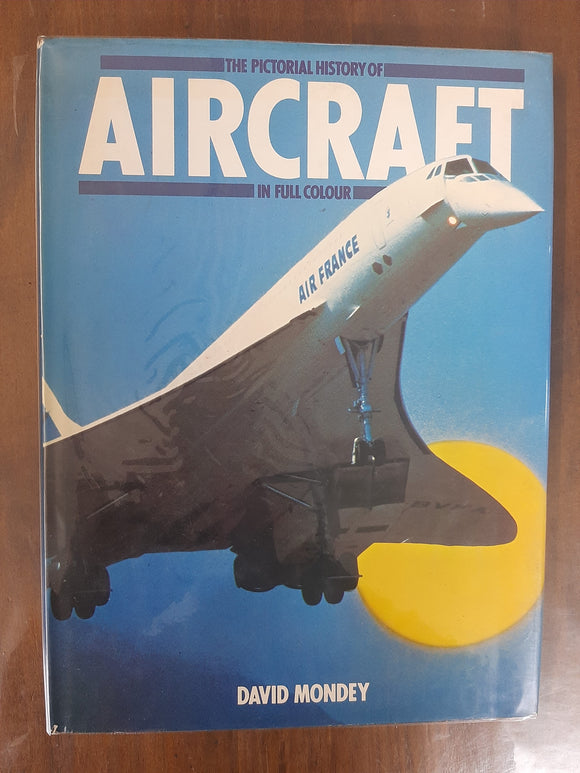 THE PICTORIAL HISTORY OF
AIRCRAFT
IN FULL COLOUR
AIR FRANCE
DAVID MONDEY